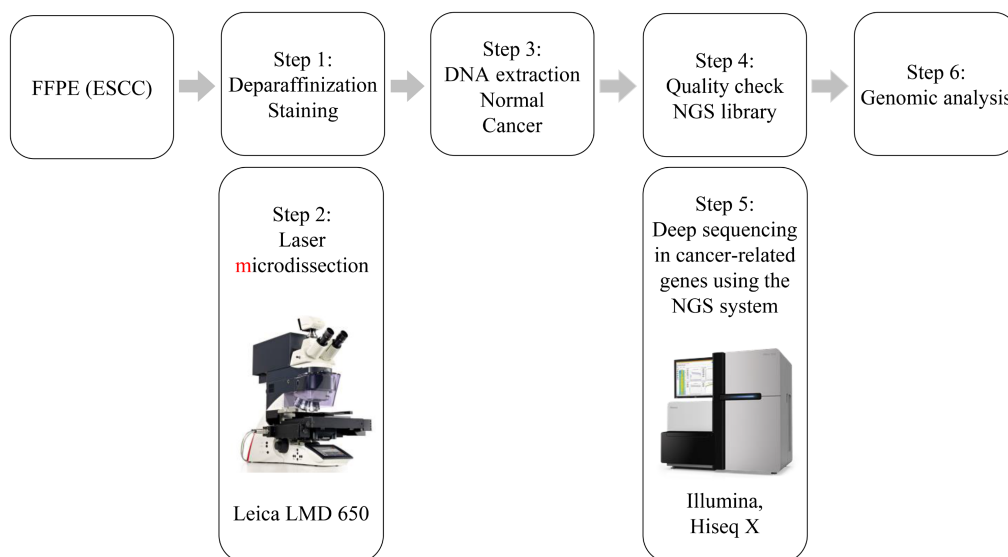 FFPE (ESCC)
Step 1:
Deparaffinization
Staining
Step 2:
Laser
microdissection
Leica LMD 650
Step 3:
DNA extraction
Normal
Cancer
Step 4:
Quality check
NGS library
Step 5:
Deep sequencing
in cancer-related
genes using the
NGS system
Illumina,
Hiseq X
Step 6:
Genomic analysis